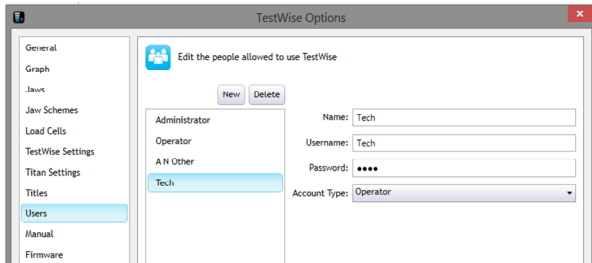 TestWise Options
General
Graph
Jaws
Jaw Schemes
Load Cells
TestWise Settings
Titan Settings
Titles
Users
Manual
Firmware
Edit the people allowed to use TestWise
New Delete
Administrator
Operator
A N Other
Tech
Name: Tech
Username: Tech
Password: ●●●●
Account Type: Operator